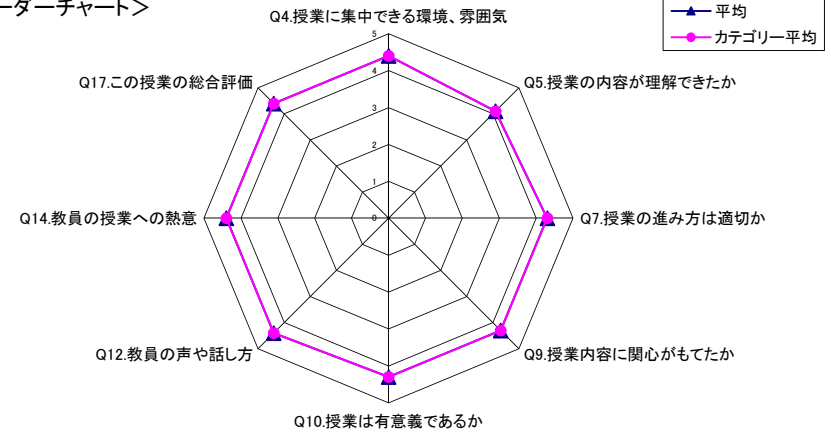 ーダーチャート＞
平均
カテゴリー平均
Q4.授業に集中できる環境、雰囲気
Q5.授業の内容が理解できたか
Q7.授業の進み方は適切か
Q9.授業内容に関心がもてたか
Q10.授業は有意義であるか
Q12.教員の声や話し方
Q14.教員の授業への熱意
Q17.この授業の総合評価
5
4
3
2
1
0